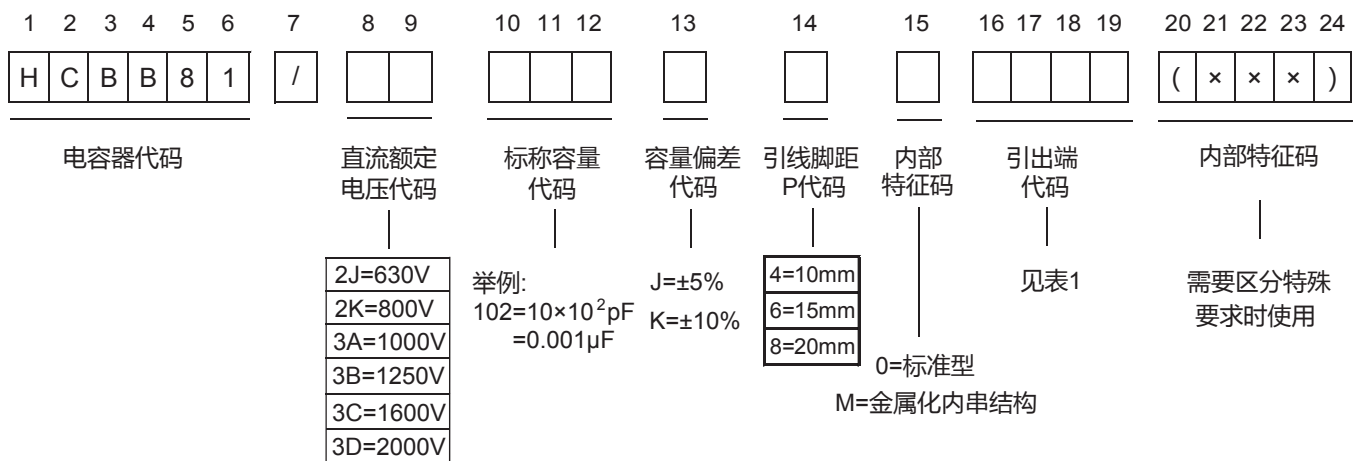 1 2 3 4 5 6 7 8 9 10 11 12 13 14 15 16 17 18 19 20 21 22 23 24
H C B B 8 1 / ( × × × )
电容器代码
直流额定
电压代码
2J=630V
2K=800V
3A=1000V
3B=1250V
3C=1600V
3D=2000V
标称容量
代码
举例:
102=10×10²pF
=0.001μF
容量偏差
代码
J=±5%
K=±10%
引线脚距
P代码
4=10mm
6=15mm
8=20mm
内部
特征码
0=标准型
M=金属化内串结构
引出端
代码
见表1
内部特征码
需要区分特殊
要求时使用